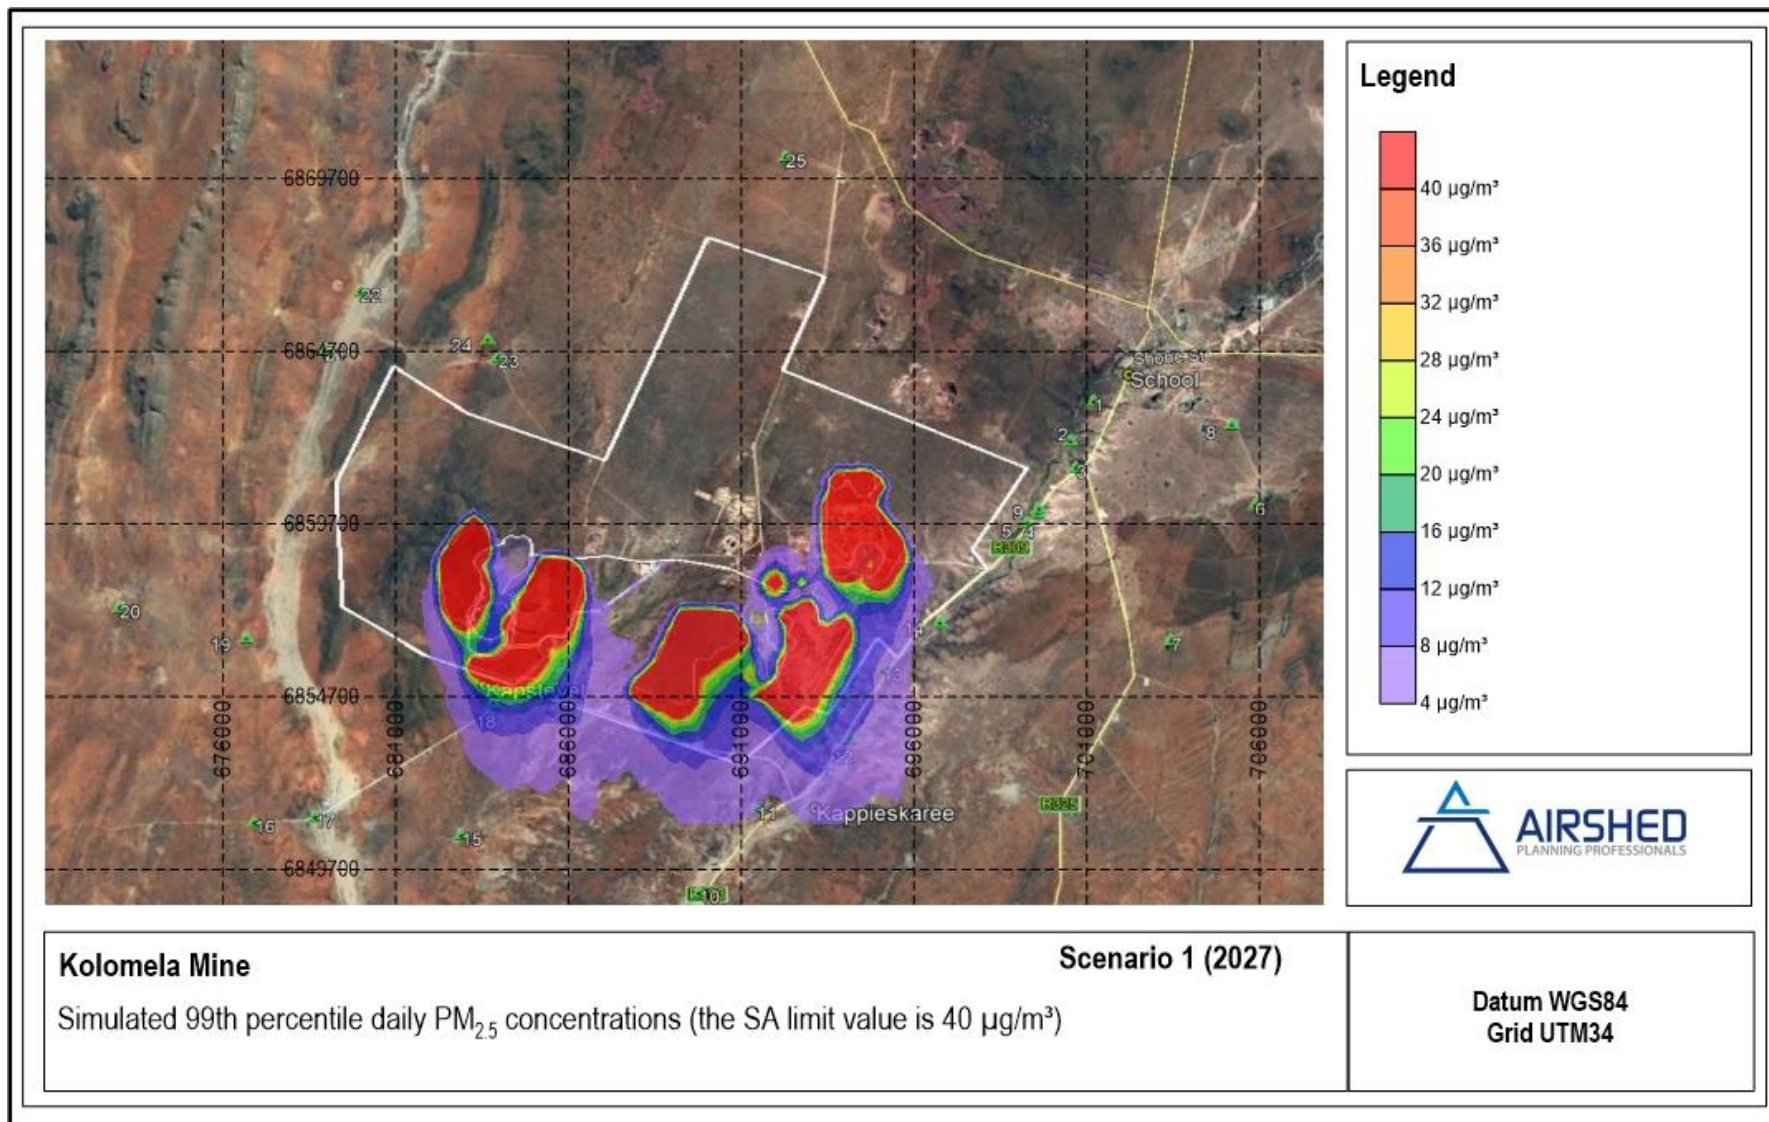 25
6869700
22
24
6864700
23
Shone St
School
1
2
8
3
6
9
5
4
6859700
R309
20
19
14
7
Kapstevel
13
6854700
18
676000
681000
686000
691000
696000
701000
706000
12
R325
11
Kappieskaree
16
17
15
6849700
10
Legend
40 µg/m³
36 µg/m³
32 µg/m³
28 µg/m³
24 µg/m³
20 µg/m³
16 µg/m³
12 µg/m³
8 µg/m³
4 µg/m³
AIRSHED
PLANNING PROFESSIONALS
Kolomela Mine
Scenario 1 (2027)
Simulated 99th percentile daily PM2.5 concentrations (the SA limit value is 40 µg/m³)
Datum WGS84
Grid UTM34